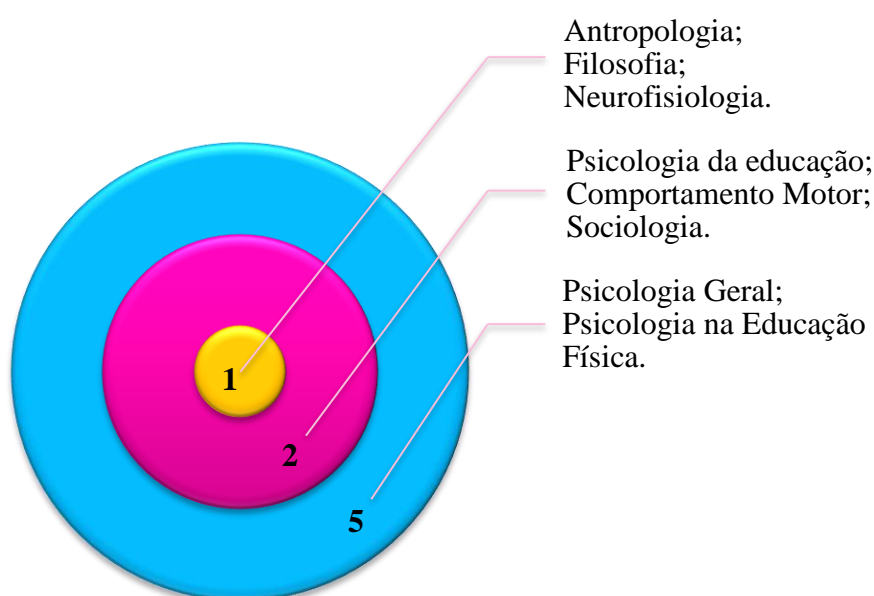 Antropologia;
Filosofia;
Neurofisiologia.
Psicologia da educação;
Comportamento Motor;
Sociologia.
Psicologia Geral;
Psicologia na Educação
Física.
1
2
5